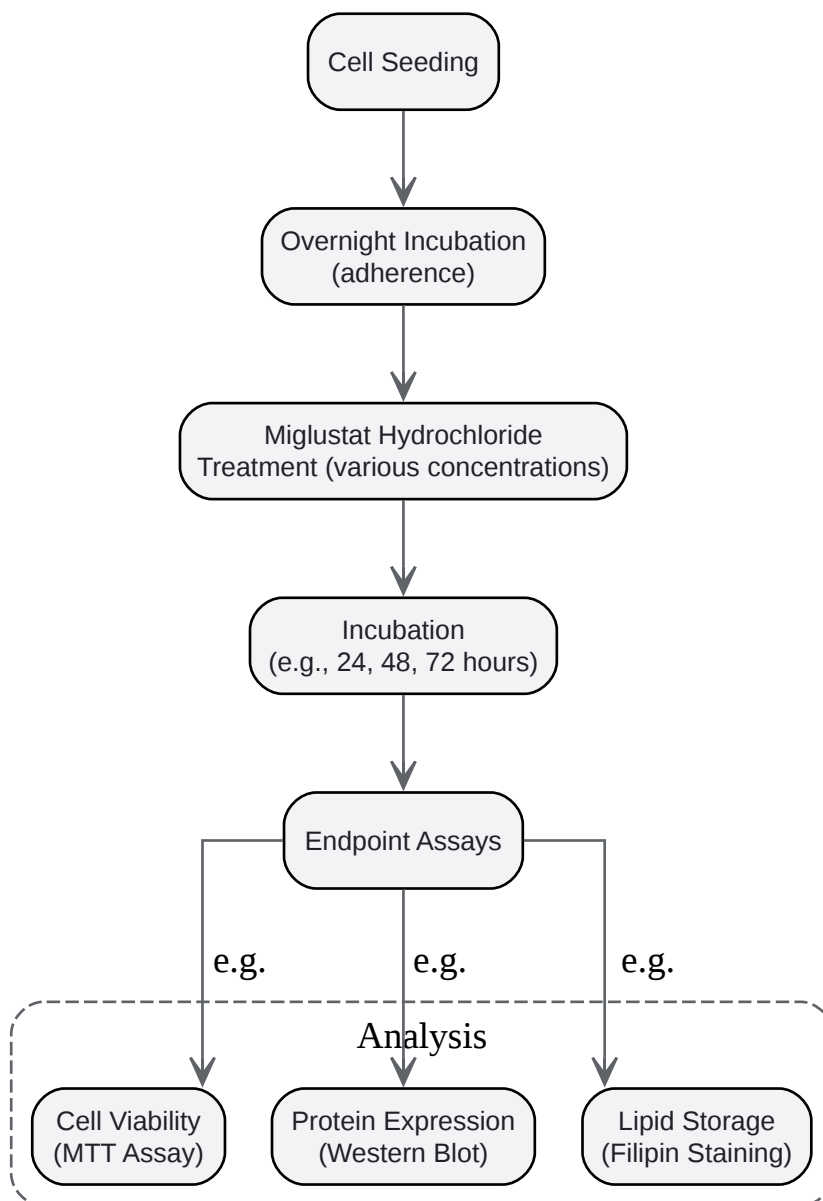 Cell Seeding
Overnight Incubation
(adherence)
Miglustat Hydrochloride
Treatment (various concentrations)
Incubation
(e.g., 24, 48, 72 hours)
Endpoint Assays
e.g.
e.g.
e.g.
Analysis
Cell Viability
(MTT Assay)
Protein Expression
(Western Blot)
Lipid Storage
(Filipin Staining)